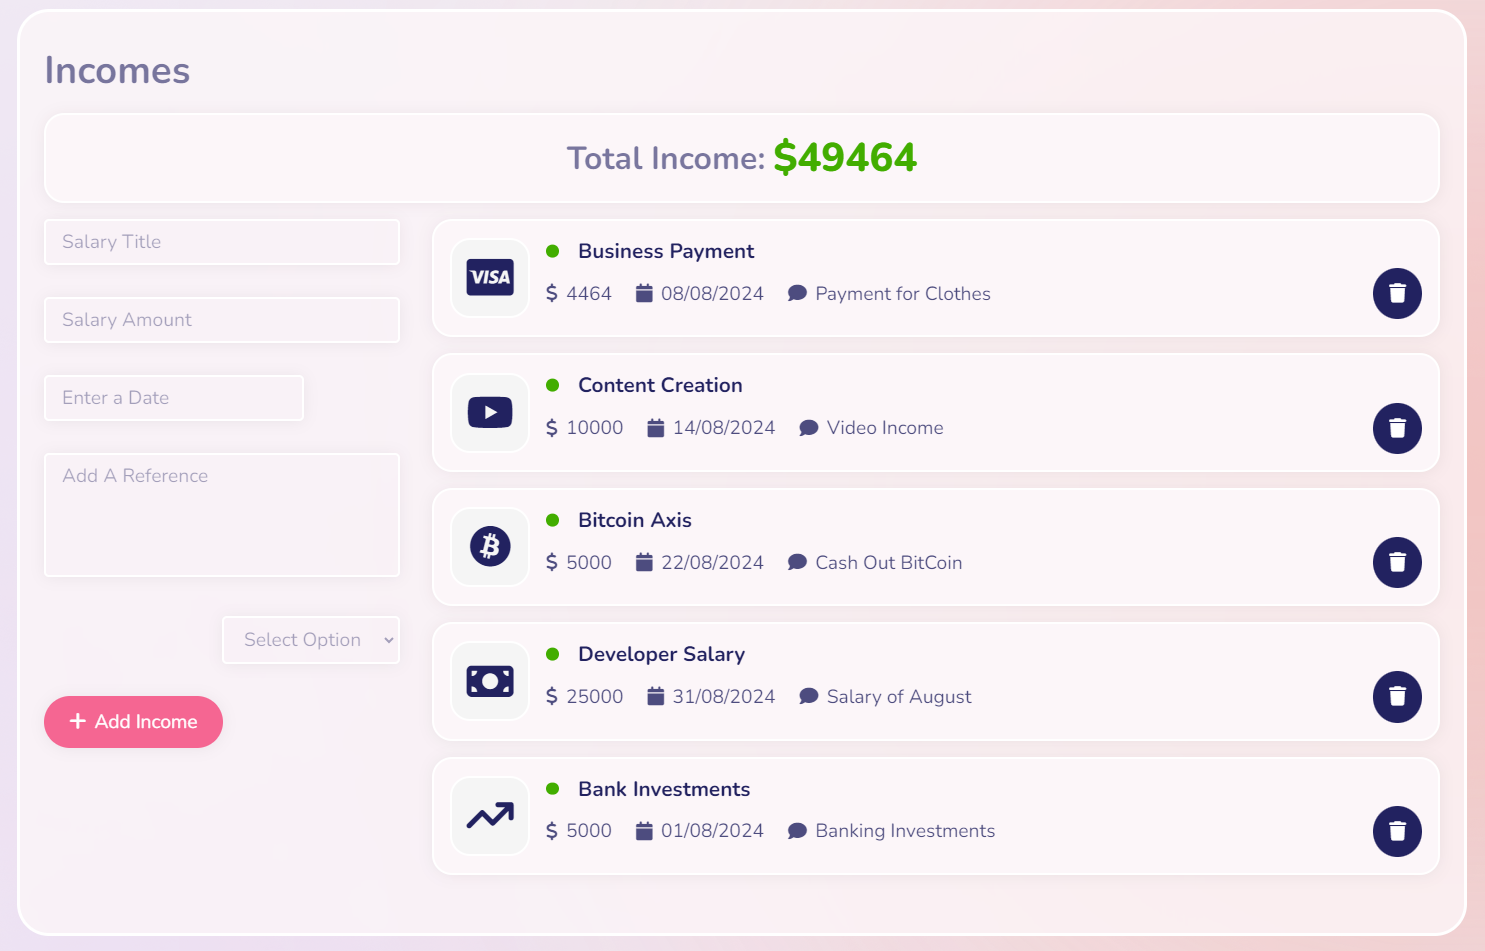 Incomes
Total Income: $49464
Salary Title
Salary Amount
Enter a Date
Add A Reference
Select Option
+ Add Income
VISA
Business Payment
$ 4464 08/08/2024 Payment for Clothes
Content Creation
$ 10000 14/08/2024 Video Income
Bitcoin Axis
$ 5000 22/08/2024 Cash Out BitCoin
Developer Salary
$ 25000 31/08/2024 Salary of August
Bank Investments
$ 5000 01/08/2024 Banking Investments